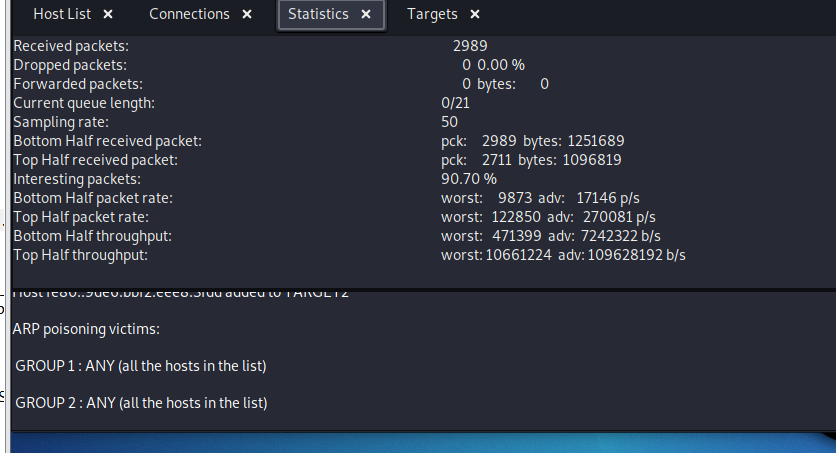 Host List ×
Connections ×
Statistics ×
Targets ×
Received packets: 2989
Dropped packets: 0 0.00 %
Forwarded packets: 0 bytes: 0
Current queue length: 0/21
Sampling rate: 50
Bottom Half received packet: pck: 2989 bytes: 1251689
Top Half received packet: pck: 2711 bytes: 1096819
Interesting packets: 90.70 %
Bottom Half packet rate: worst: 9873 adv: 17146 p/s
Top Half packet rate: worst: 122850 adv: 270081 p/s
Bottom Half throughput: worst: 471399 adv: 7242322 b/s
Top Half throughput: worst: 10661224 adv: 109628192 b/s
added to TARGET2
ARP poisoning victims:
GROUP 1 : ANY (all the hosts in the list)
GROUP 2 : ANY (all the hosts in the list)